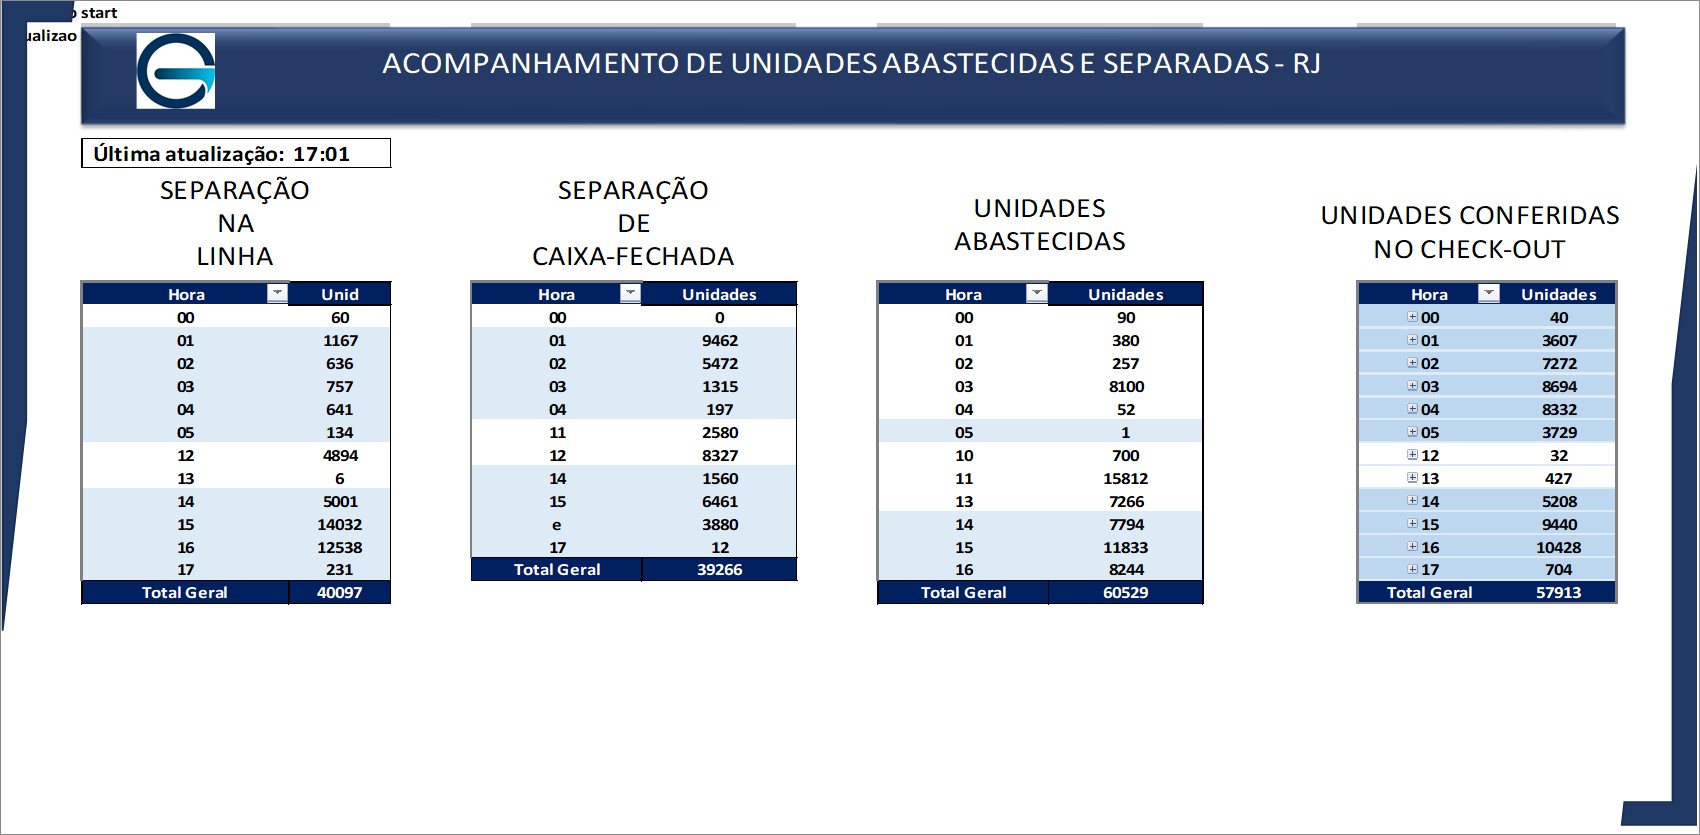 start
ualizao
ACOMPANHAMENTO DE UNIDADES ABASTECIDAS E SEPARADAS - RJ
Última atualização: 17:01
SEPARAÇÃO
NA
LINHA
Hora Unid
00 60
01 1167
02 636
03 757
04 641
05 134
12 4894
13 6
14 5001
15 14032
16 12538
17 231
Total Geral 40097
SEPARAÇÃO
DE
CAIXA-FECHADA
Hora Unidades
00 0
01 9462
02 5472
03 1315
04 197
11 2580
12 8327
14 1560
15 6461
e 3880
17 12
Total Geral 39266
UNIDADES
ABASTECIDAS
Hora Unidades
00 90
01 380
02 257
03 8100
04 52
05 1
10 700
11 15812
13 7266
14 7794
15 11833
16 8244
Total Geral 60529
UNIDADES CONFERIDAS
NO CHECK-OUT
Hora Unidades
00 40
01 3607
02 7272
03 8694
04 8332
05 3729
12 32
13 427
14 5208
15 9440
16 10428
17 704
Total Geral 57913